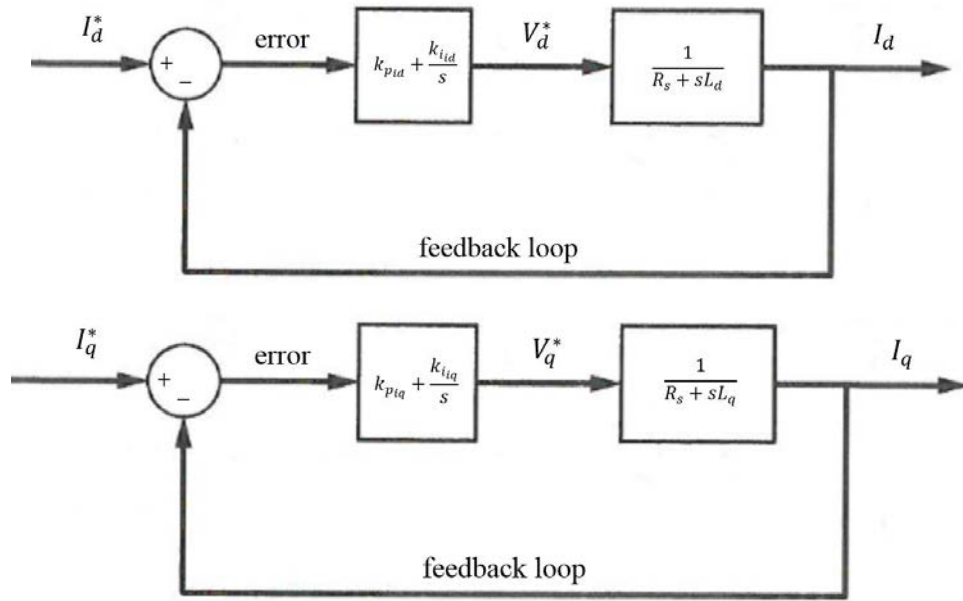 I_d^*
error
V_d^*
I_d
+
−
k_{p_{id}} + \frac{k_{i_{id}}}{s}
\frac{1}{R_s + sL_d}
feedback loop
I_q^*
error
V_q^*
I_q
+
−
k_{p_{iq}} + \frac{k_{i_{iq}}}{s}
\frac{1}{R_s + sL_q}
feedback loop